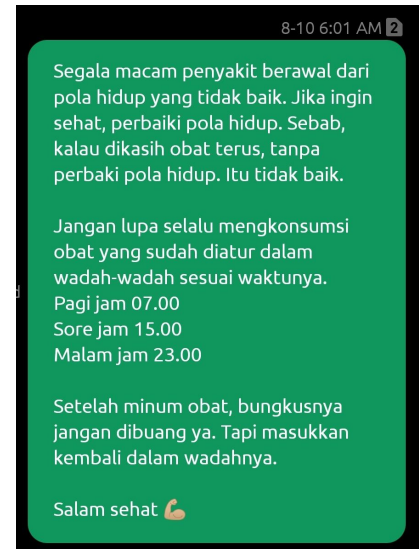 8-10 6:01 AM 2
Segala macam penyakit berawal dari
pola hidup yang tidak baik. Jika ingin
sehat, perbaiki pola hidup. Sebab,
kalau dikasih obat terus, tanpa
perbaki pola hidup. Itu tidak baik.
Jangan lupa selalu mengkonsumsi
obat yang sudah diatur dalam
wadah-wadah sesuai waktunya.
Pagi jam 07.00
Sore jam 15.00
Malam jam 23.00
Setelah minum obat, bungkusnya
jangan dibuang ya. Tapi masukkan
kembali dalam wadahnya.
Salam sehat 💪🏼